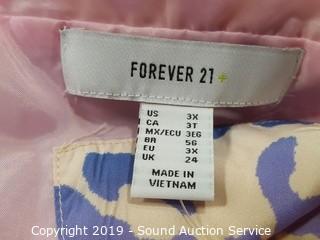 FOREVER 21+
US 3X
CA 3T
MX/ECU 3EG
BR 5G
EU 3X
UK 24
MADE IN
VIETNAM
Copyright 2019 - Sound Auction Service